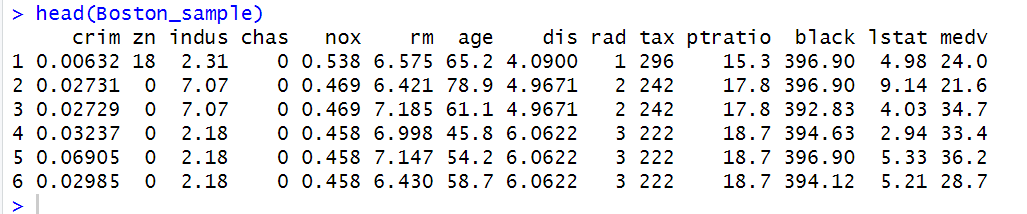 > head(Boston_sample)
crim zn indus chas nox rm age dis rad tax ptratio black lstat medv
1 0.00632 18 2.31 0 0.538 6.575 65.2 4.0900 1 296 15.3 396.90 4.98 24.0
2 0.02731 0 7.07 0 0.469 6.421 78.9 4.9671 2 242 17.8 396.90 9.14 21.6
3 0.02729 0 7.07 0 0.469 7.185 61.1 4.9671 2 242 17.8 392.83 4.03 34.7
4 0.03237 0 2.18 0 0.458 6.998 45.8 6.0622 3 222 18.7 394.63 2.94 33.4
5 0.06905 0 2.18 0 0.458 7.147 54.2 6.0622 3 222 18.7 396.90 5.33 36.2
6 0.02985 0 2.18 0 0.458 6.430 58.7 6.0622 3 222 18.7 394.12 5.21 28.7
>